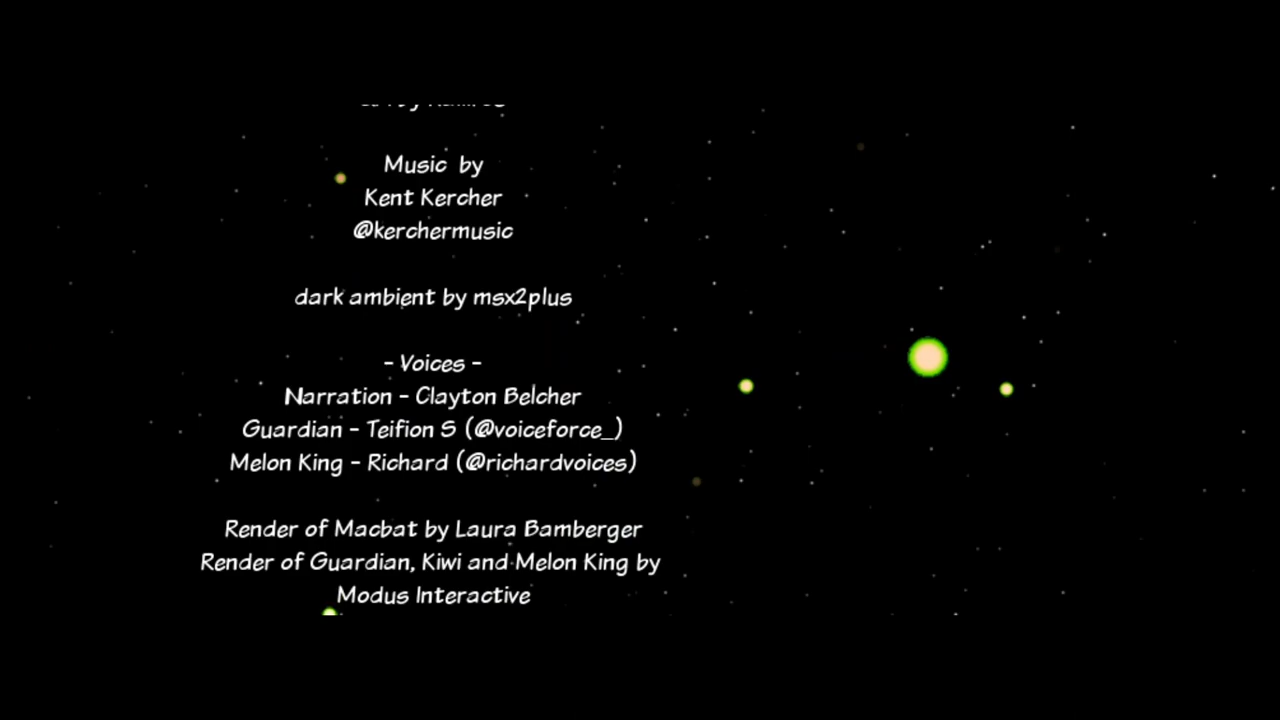 Music by
Kent Kercher
@kerchermusic
dark ambient by msx2plus
- Voices -
Narration - Clayton Belcher
Guardian - Teifion S (@voiceforce_)
Melon King - Richard (@richardvoices)
Render of Macbat by Laura Bamberger
Render of Guardian, Kiwi and Melon King by
Modus Interactive